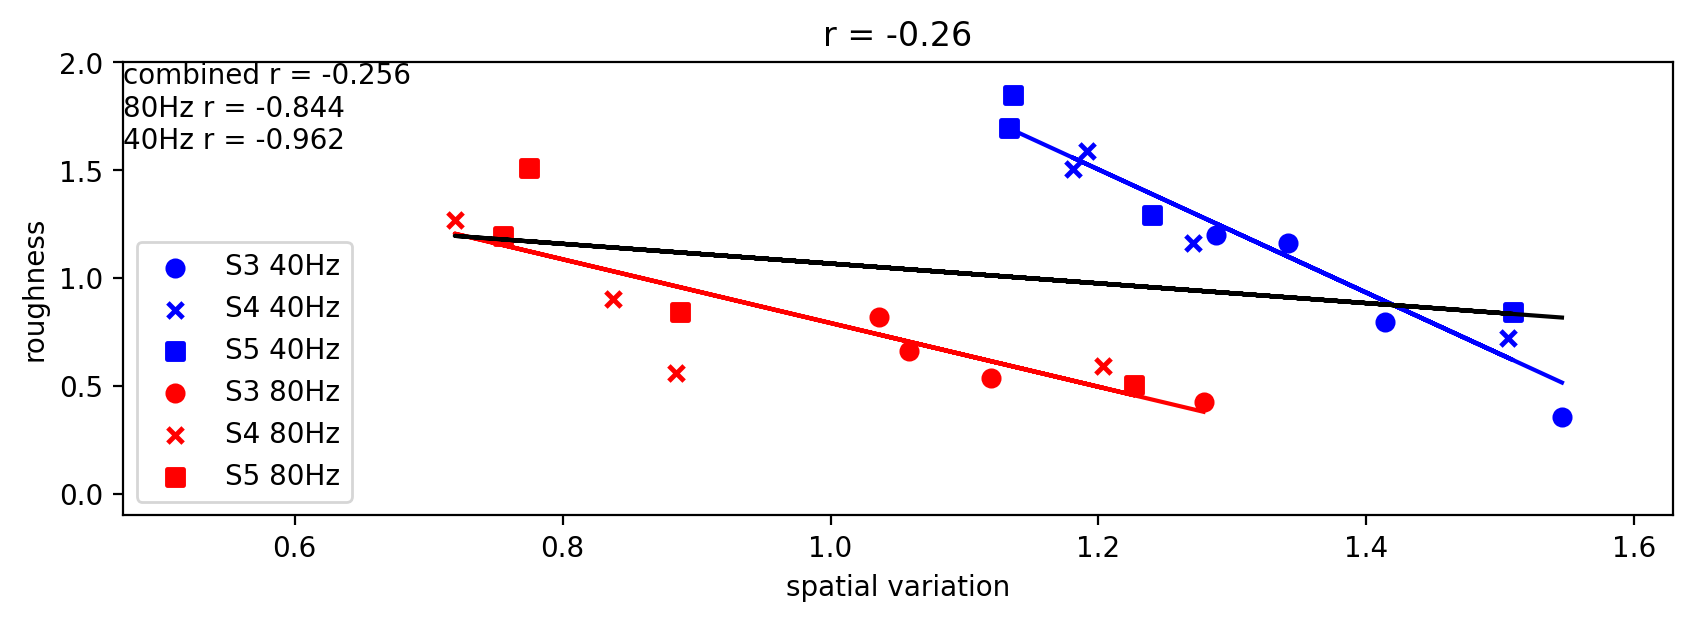 r = -0.26
combined r = -0.256
80Hz r = -0.844
40Hz r = -0.962
roughness
2.0
1.5
1.0
0.5
0.0
S3 40Hz
S4 40Hz
S5 40Hz
S3 80Hz
S4 80Hz
S5 80Hz
0.6 0.8 1.0 1.2 1.4 1.6
spatial variation